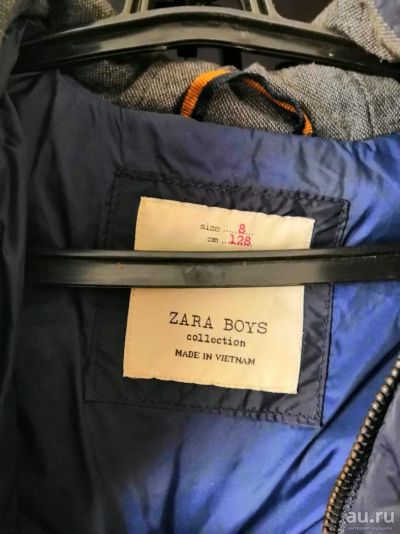 size.....8...
cm...128..
ZARA BOYS
collection
MADE IN VIETNAM
au.ru